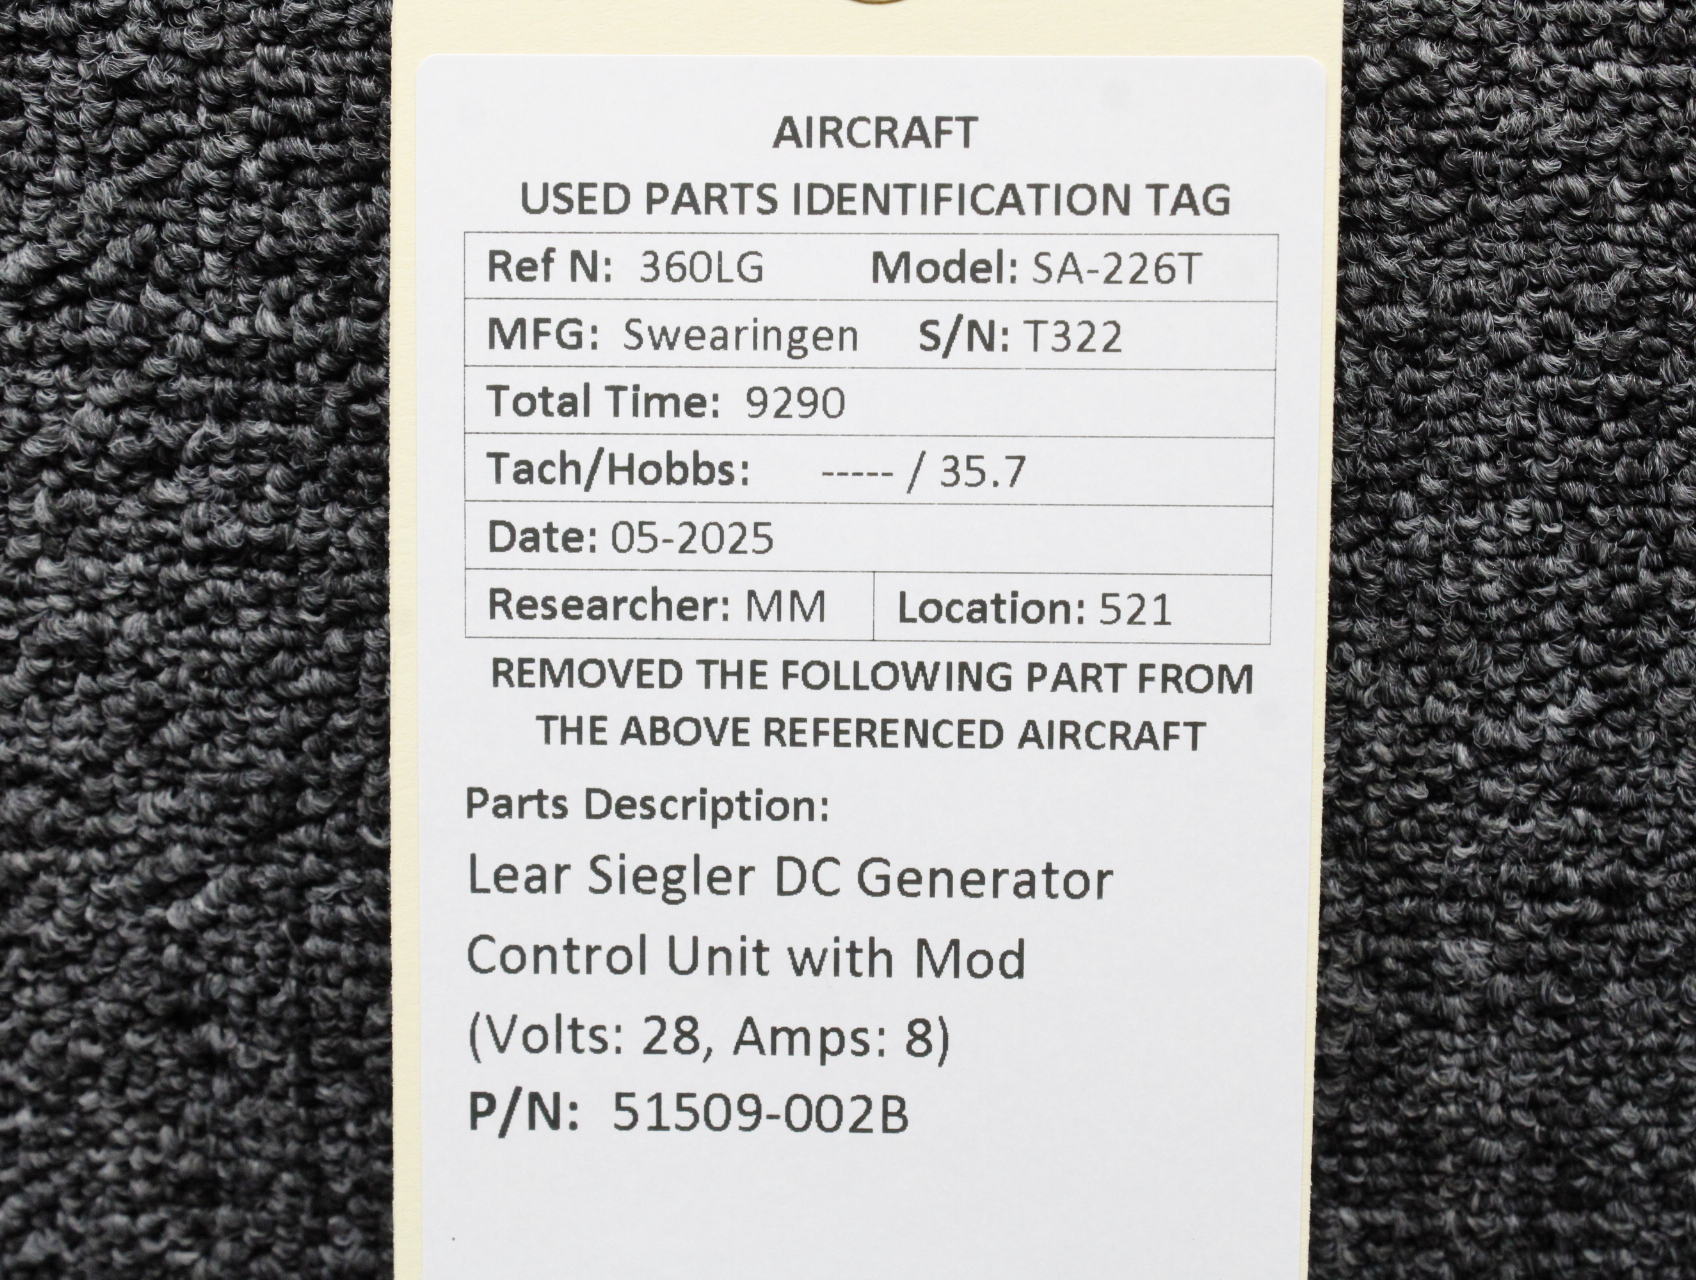 AIRCRAFT
USED PARTS IDENTIFICATION TAG
Ref N: 360LG Model: SA-226T
MFG: Swearingen S/N: T322
Total Time: 9290
Tach/Hobbs: ----- / 35.7
Date: 05-2025
Researcher: MM Location: 521
REMOVED THE FOLLOWING PART FROM
THE ABOVE REFERENCED AIRCRAFT
Parts Description:
Lear Siegler DC Generator
Control Unit with Mod
(Volts: 28, Amps: 8)
P/N: 51509-002B